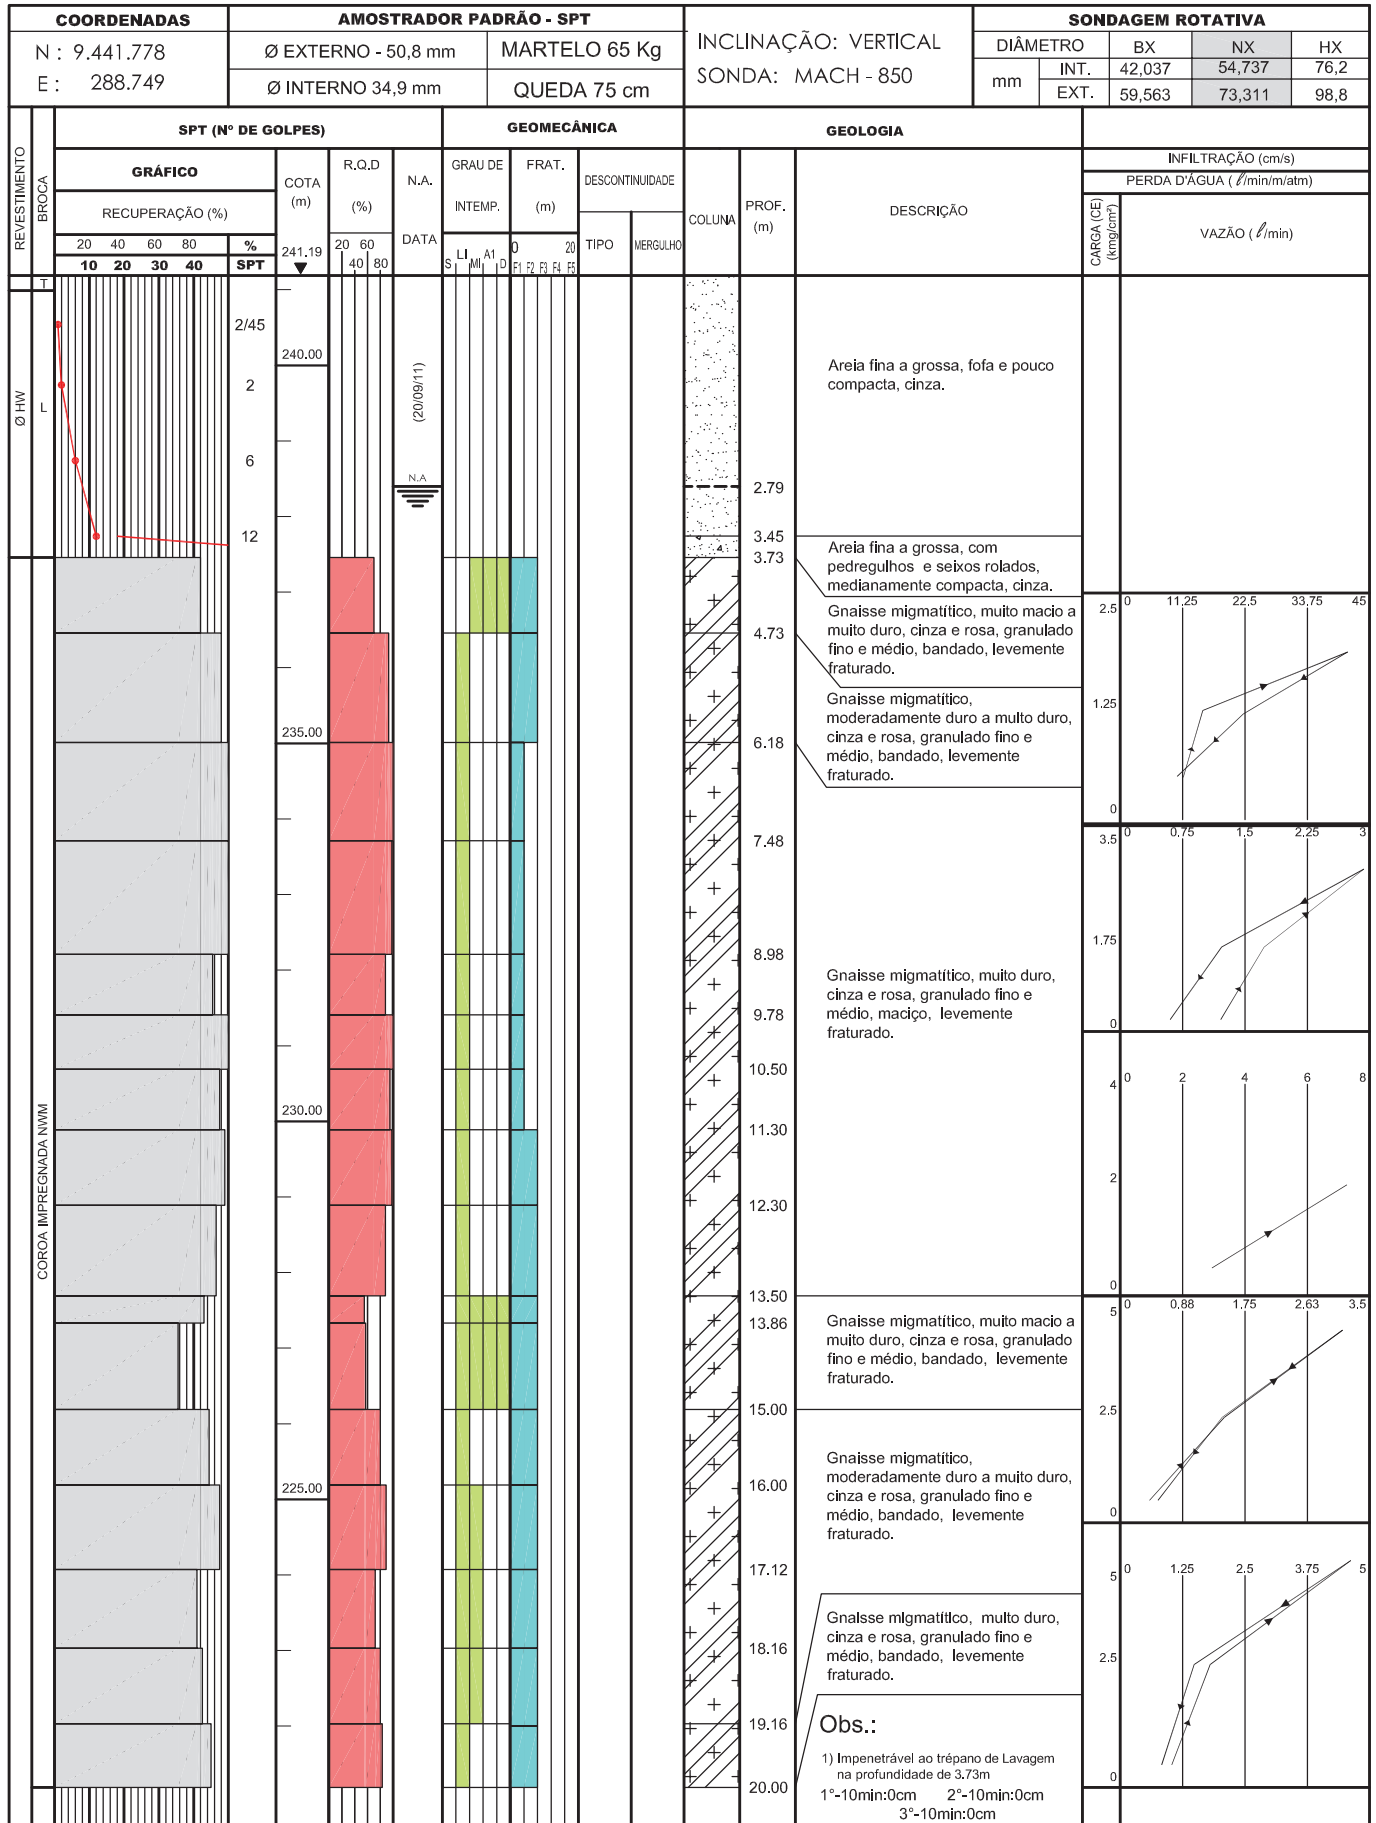 COORDENADAS
N : 9.441.778
E : 288.749
AMOSTRADOR PADRÃO - SPT
Ø EXTERNO - 50,8 mm
MARTELO 65 Kg
Ø INTERNO 34,9 mm
QUEDA 75 cm
INCLINAÇÃO: VERTICAL
SONDA: MACH - 850
SONDAGEM ROTATIVA
DIÂMETRO BX NX HX
mm
INT. 42,037 54,737 76,2
EXT. 59,563 73,311 98,8
REVESTIMENTO
BROCA
SPT (Nº DE GOLPES)
GRÁFICO
RECUPERAÇÃO (%)
20 40 60 80 %
10 20 30 40 SPT
COTA
(m)
241.19
R.Q.D
(%)
20 60
40 80
N.A.
DATA
GEOMECÂNICA
GRAU DE
INTEMP.
S LI MI A1 D
FRAT.
(m)
0 20
F1 F2 F3 F4 F5
DESCONTINUIDADE
TIPO
MERGULHO
GEOLOGIA
COLUNA
PROF.
(m)
DESCRIÇÃO
INFILTRAÇÃO (cm/s)
PERDA D'ÁGUA (ℓ/min/m/atm)
CARGA (CE)
(kmg/cm²)
VAZÃO (ℓ/min)
T
Ø HW
L
COROA IMPREGNADA NWM
2/45
2
6
12
240.00
235.00
230.00
225.00
(20/09/11)
N.A
2.79
3.45
3.73
4.73
6.18
7.48
8.98
9.78
10.50
11.30
12.30
13.50
13.86
15.00
16.00
17.12
18.16
19.16
20.00
Areia fina a grossa, fofa e pouco
compacta, cinza.
Areia fina a grossa, com
pedregulhos e seixos rolados,
medianamente compacta, cinza.
Gnaisse migmatítico, muito macio a
muito duro, cinza e rosa, granulado
fino e médio, bandado, levemente
fraturado.
Gnaisse migmatítico,
moderadamente duro a muito duro,
cinza e rosa, granulado fino e
médio, bandado, levemente
fraturado.
Gnaisse migmatítico, muito duro,
cinza e rosa, granulado fino e
médio, maciço, levemente
fraturado.
Gnaisse migmatítico, muito macio a
muito duro, cinza e rosa, granulado
fino e médio, bandado, levemente
fraturado.
Gnaisse migmatítico,
moderadamente duro a muito duro,
cinza e rosa, granulado fino e
médio, bandado, levemente
fraturado.
Gnaisse migmatítico, muito duro,
cinza e rosa, granulado fino e
médio, bandado, levemente
fraturado.
Obs.:
1) Impenetrável ao trépano de Lavagem
na profundidade de 3.73m
1°-10min:0cm 2°-10min:0cm
3°-10min:0cm
2.5 0 11.25 22.5 33.75 45
1.25
0
3.5 0 0.75 1.5 2.25 3
1.75
0
4 0 2 4 6 8
2
0
5 0 0.88 1.75 2.63 3.5
2.5
0
5 0 1.25 2.5 3.75 5
2.5
0